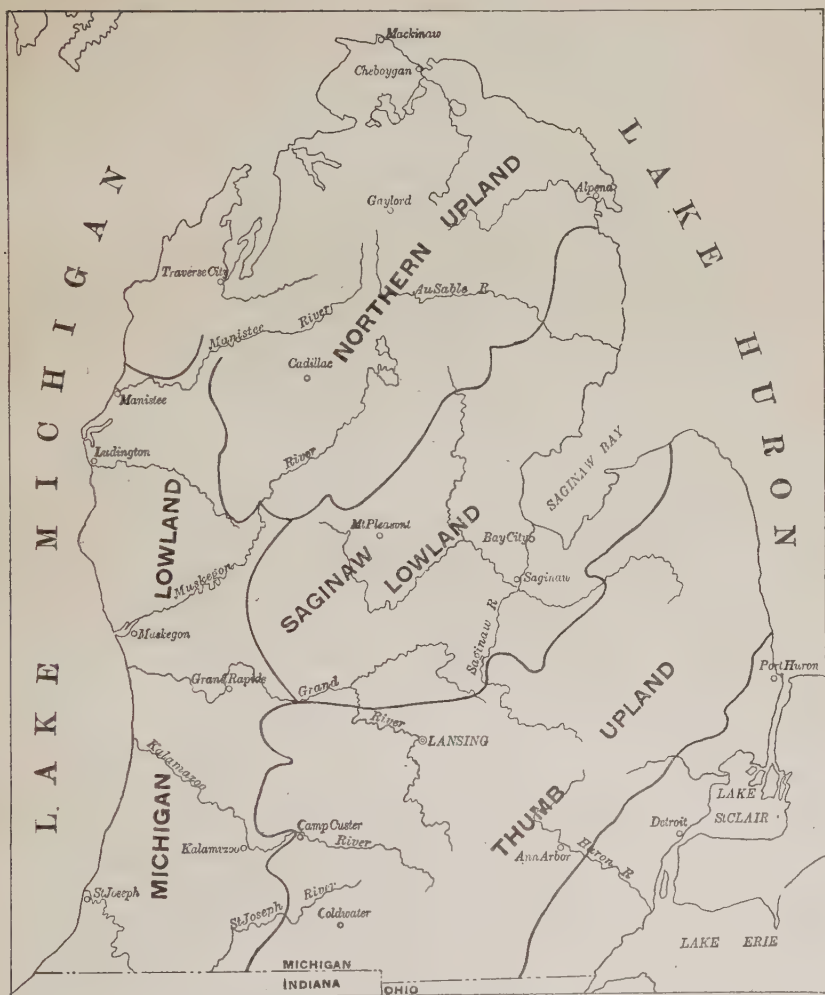 Mackinaw
Cheboygan
LAKE HURON
LAKE MICHIGAN
Alpena
Gaylord
NORTHERN UPLAND
Traverse City
AuSable R
Manistee River
Cadillac
Manistee
Ludington
River
SAGINAW BAY
Mt Pleasant
Bay City
LOWLAND
SAGINAW LOWLAND
Saginaw
Muskegon
Muskegon
Saginaw R
Port Huron
Grand Rapids
Grand
River
UPLAND
LANSING
Kalamazoo
LAKE
St CLAIR
MICHIGAN
THUMB
Camp Custer
River
Detroit
Kalamazoo
Ann Arbor
Huron R
St Joseph
St Joseph River
Coldwater
LAKE ERIE
MICHIGAN
INDIANA
OHIO